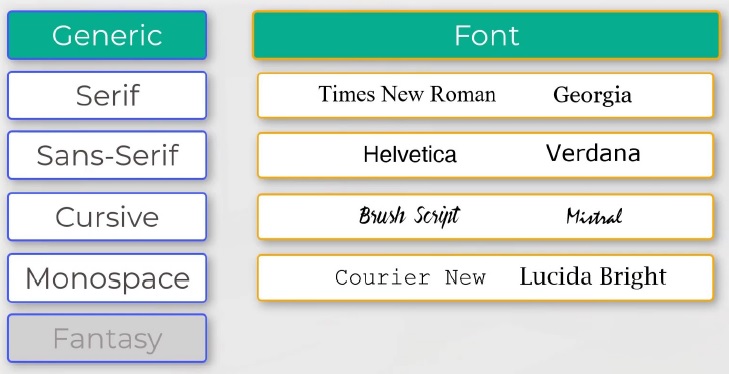 Generic Font
Serif Times New Roman Georgia
Sans-Serif Helvetica Verdana
Cursive Brush Script Mistral
Monospace Courier New Lucida Bright
Fantasy